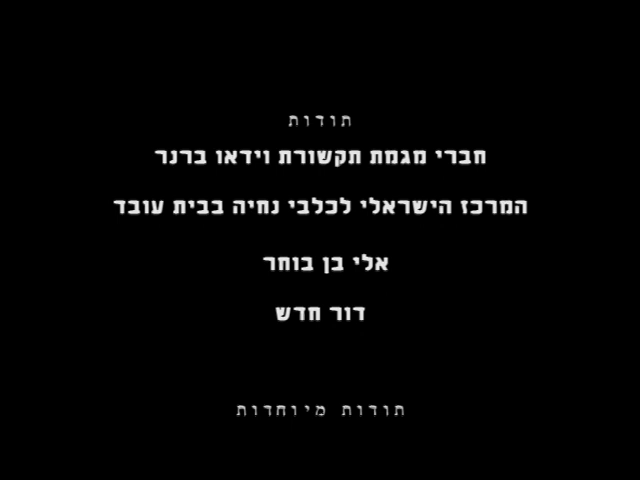 תודות
חברי מגמת תקשורת וידאו ברנר
המרכז הישראלי לכלבי נחיה בבית עובד
אלי בן בוחר
דור חדש
תודות מיוחדות